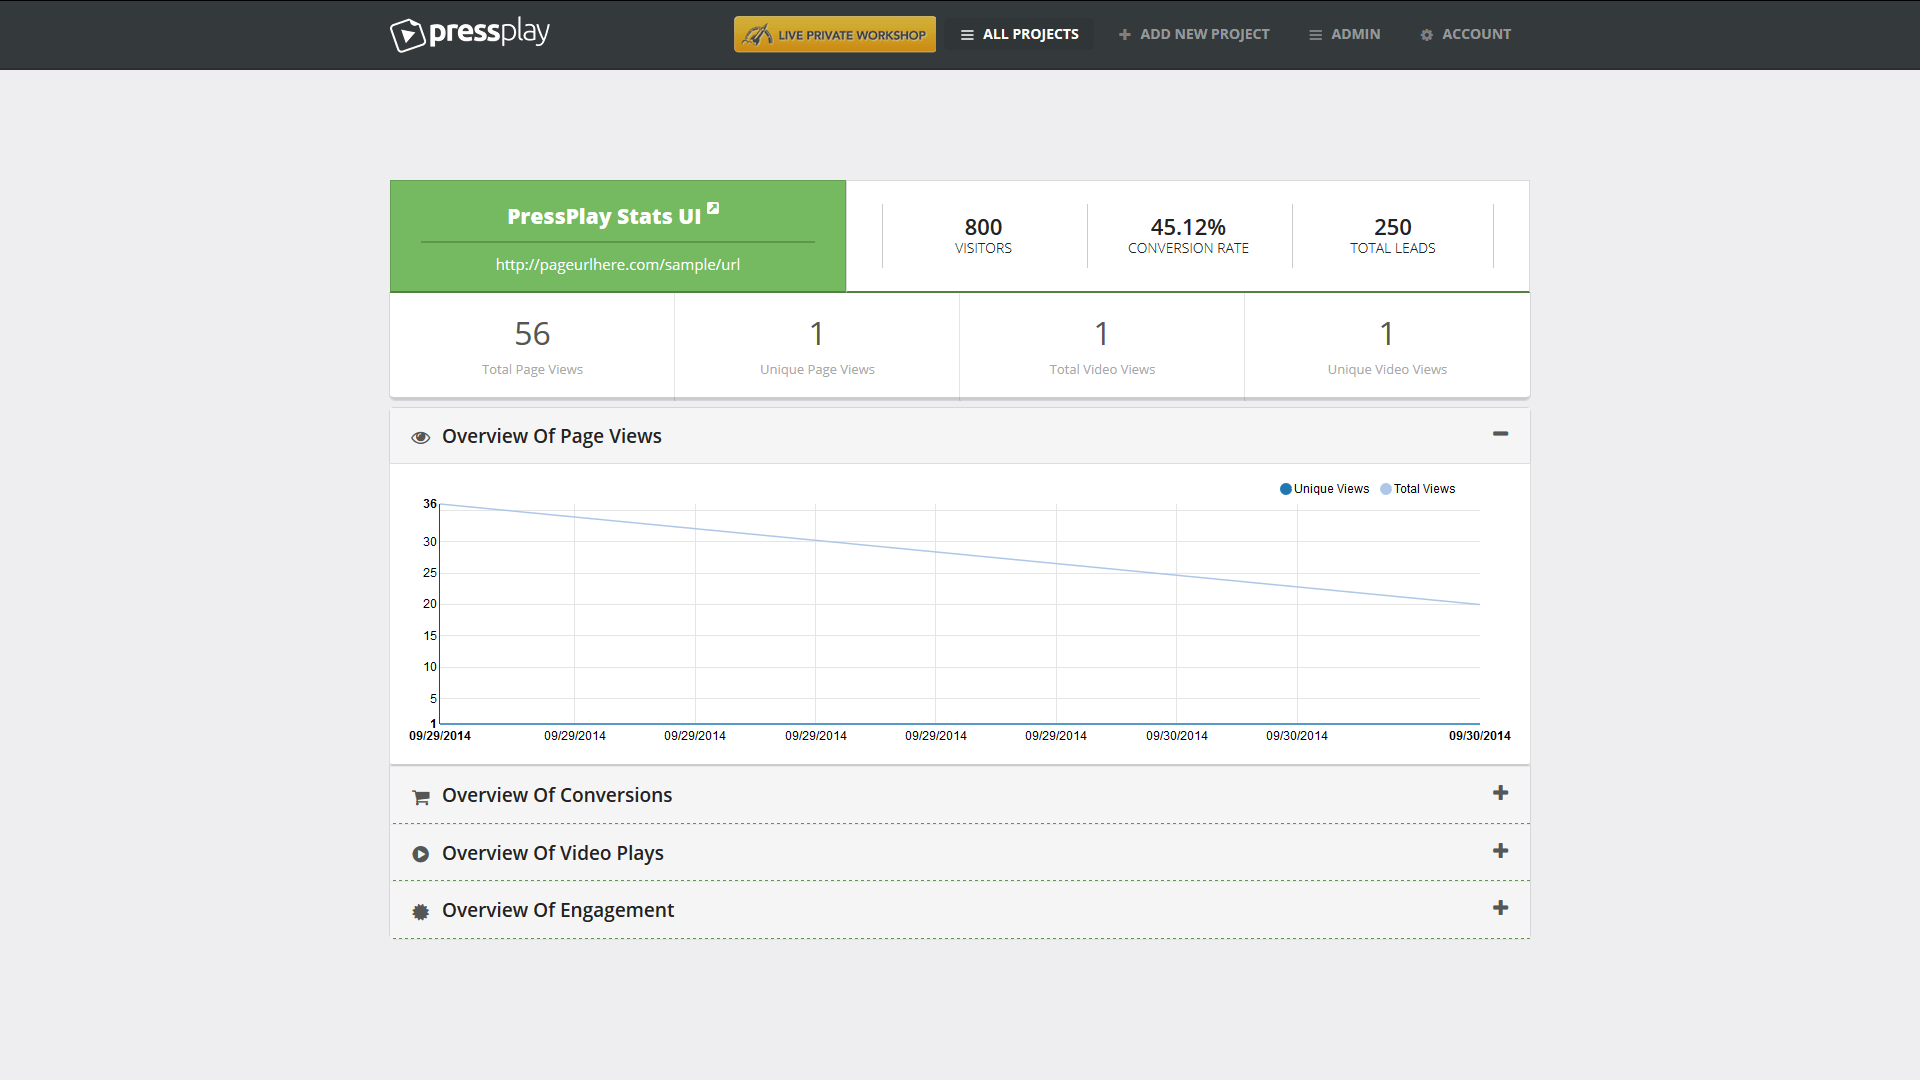 pressplay
LIVE PRIVATE WORKSHOP
ALL PROJECTS
ADD NEW PROJECT
ADMIN
ACCOUNT
PressPlay Stats UI
http://pageurlhere.com/sample/url
800
VISITORS
45.12%
CONVERSION RATE
250
TOTAL LEADS
56
Total Page Views
1
Unique Page Views
1
Total Video Views
1
Unique Video Views
Overview Of Page Views
Unique Views Total Views
36
30
25
20
15
10
5
1
09/29/2014 09/29/2014 09/29/2014 09/29/2014 09/29/2014 09/29/2014 09/30/2014 09/30/2014 09/30/2014
Overview Of Conversions
Overview Of Video Plays
Overview Of Engagement